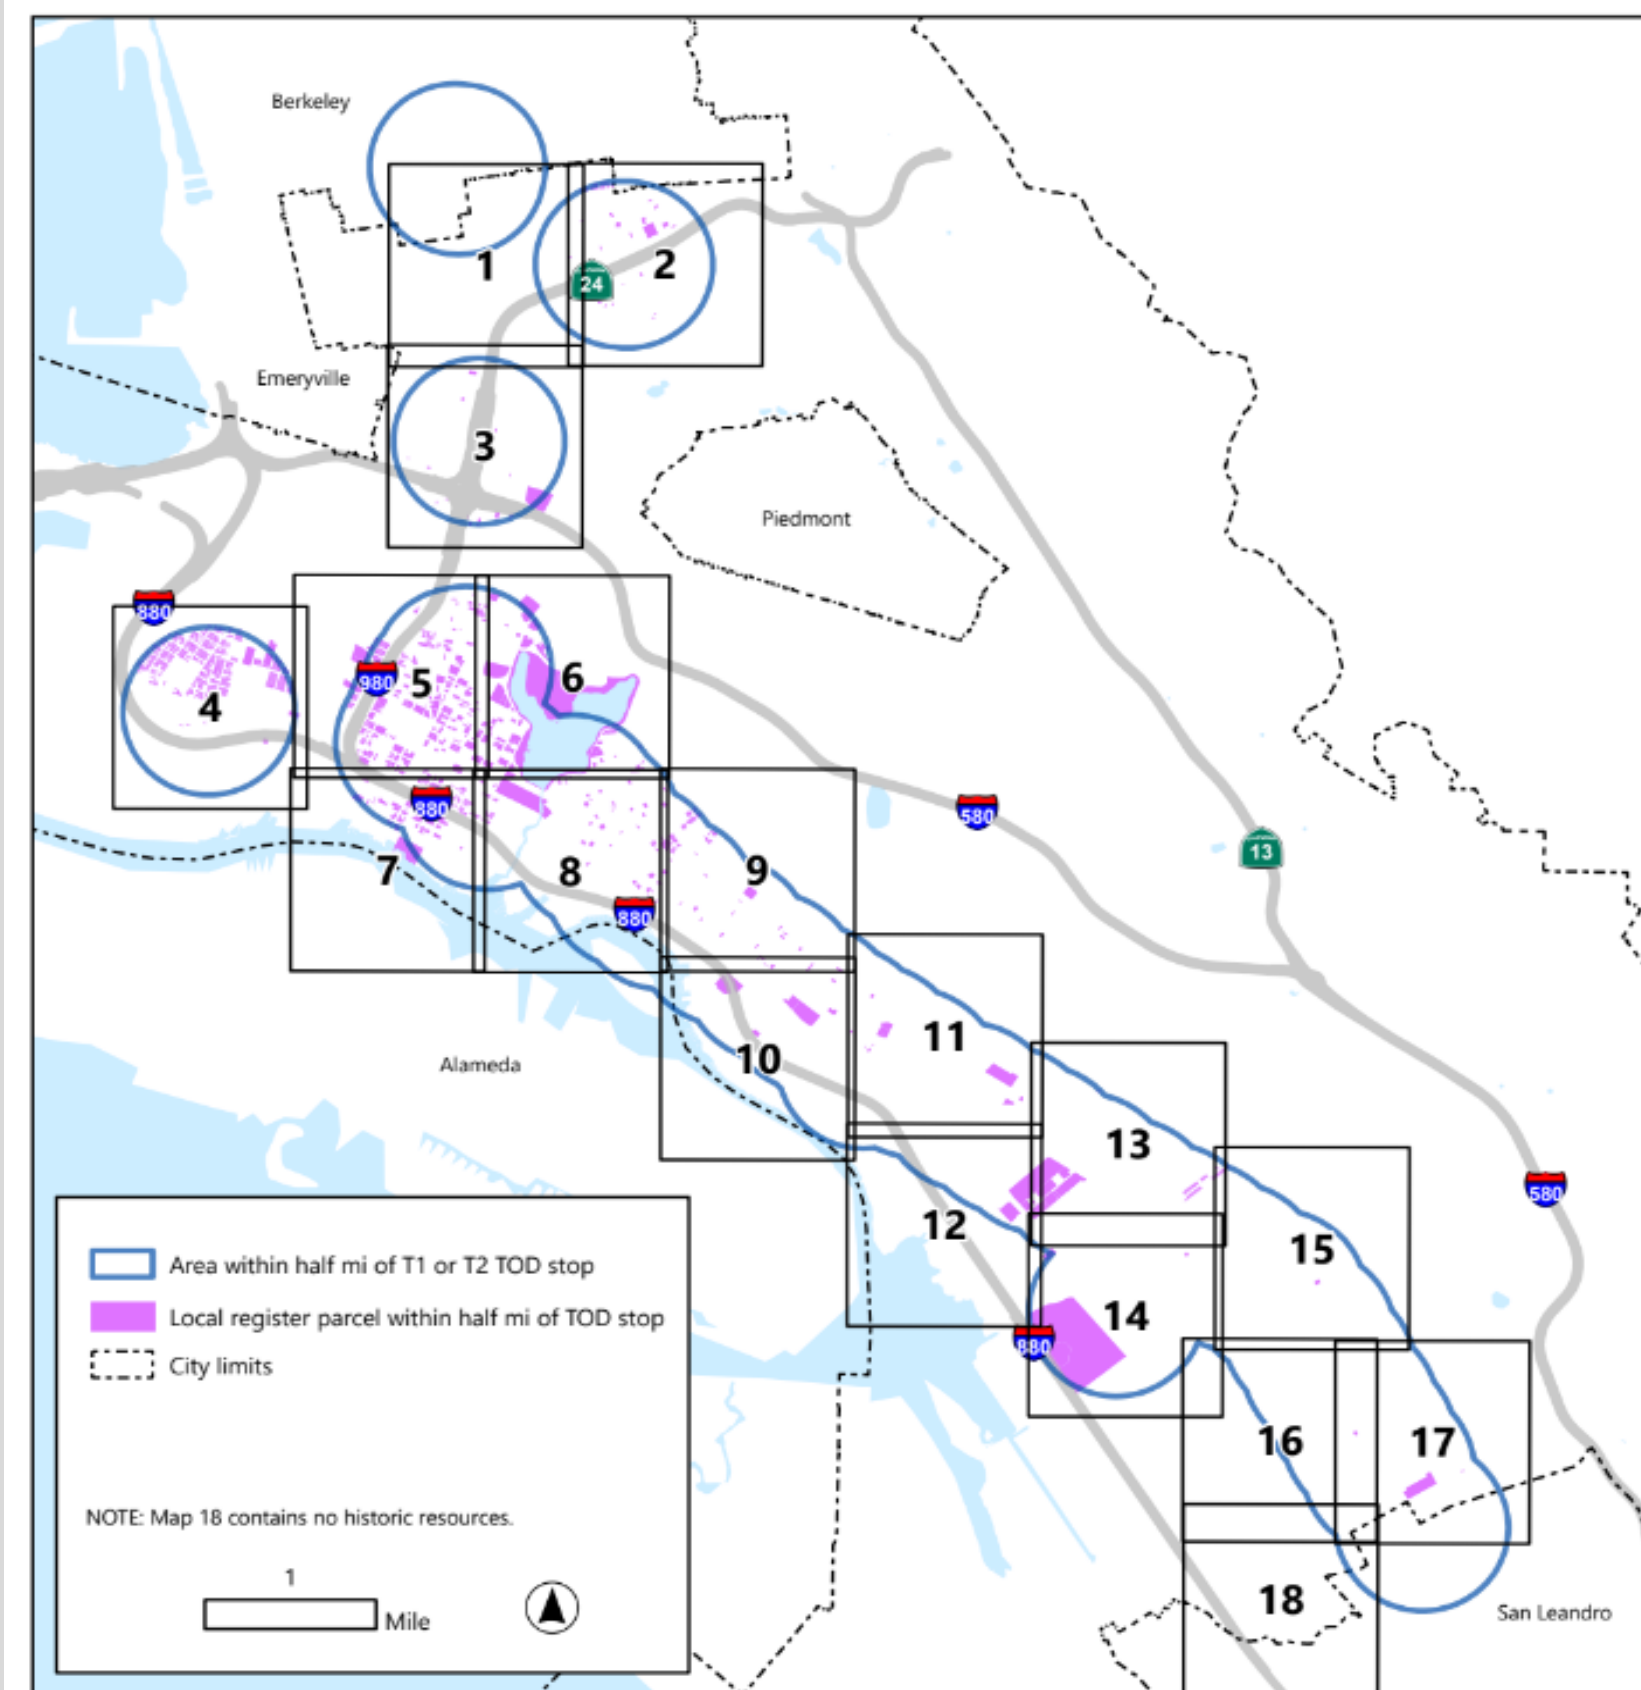 Berkeley
1
2
24
Emeryville
3
Piedmont
880
4
980
5
6
880
7
8
9
880
580
13
Alameda
10
11
12
13
14
880
15
580
16
17
18
San Leandro
Area within half mi of T1 or T2 TOD stop
Local register parcel within half mi of TOD stop
City limits
NOTE: Map 18 contains no historic resources.
1
Mile